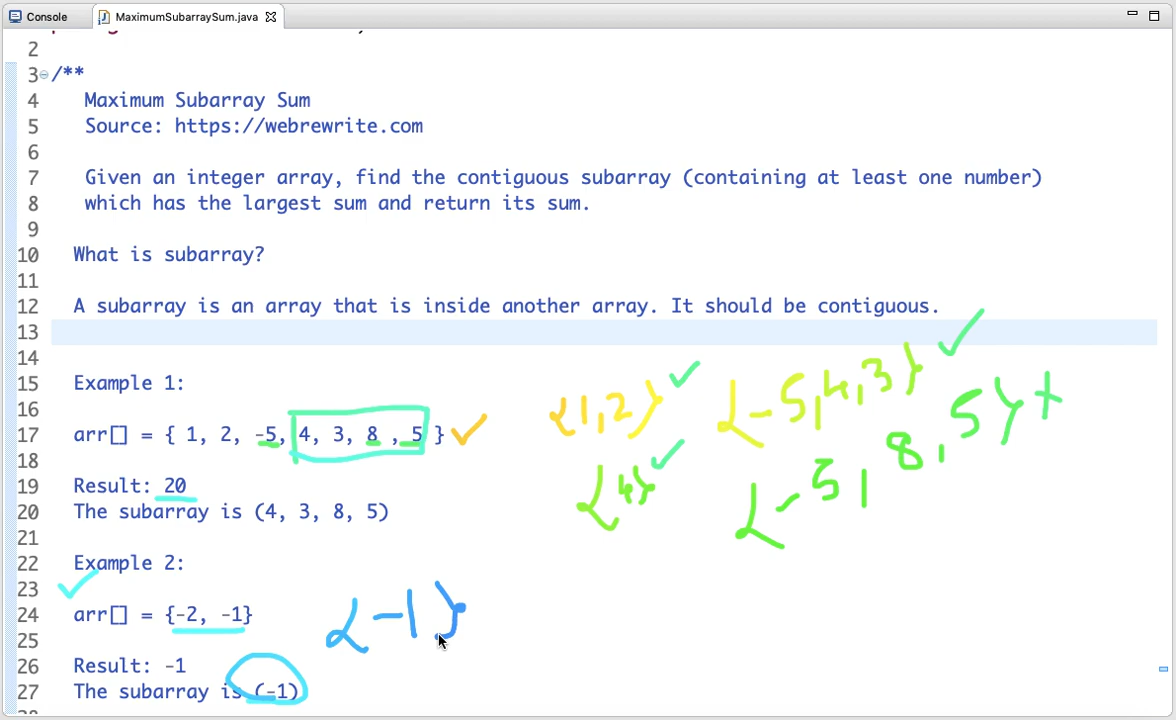 Console
MaximumSubarraySum.java
2
3 /**
4 Maximum Subarray Sum
5 Source: https://webrewrite.com
6
7 Given an integer array, find the contiguous subarray (containing at least one number)
8 which has the largest sum and return its sum.
9
10 What is subarray?
11
12 A subarray is an array that is inside another array. It should be contiguous.
13
14
15 Example 1:
16
17 arr[] = { 1, 2, -5, 4, 3, 8 , 5 }
18
19 Result: 20
20 The subarray is (4, 3, 8, 5)
21
22 Example 2:
23
24 arr[] = {-2, -1}
25
26 Result: -1
27 The subarray is (-1)
{1,2}
{-5,4,3}
{4}
{-5,8,5}
{-1}